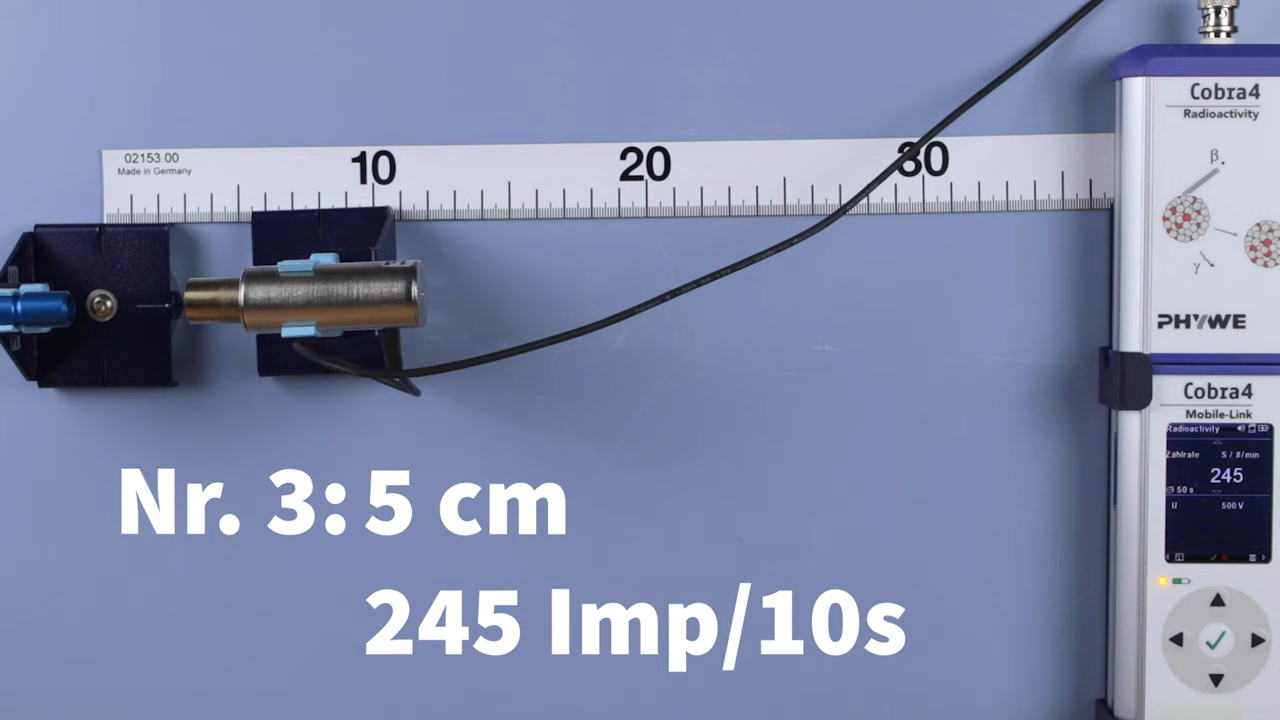 02153.00
Made in Germany
10
20
30
Cobra4
Radioactivity
β-
γ
PHYWE
Cobra4
Mobile-Link
Radioactivity
Zählrate S / #/min
245
50 s
U 500 V
Nr. 3: 5 cm
245 Imp/10s